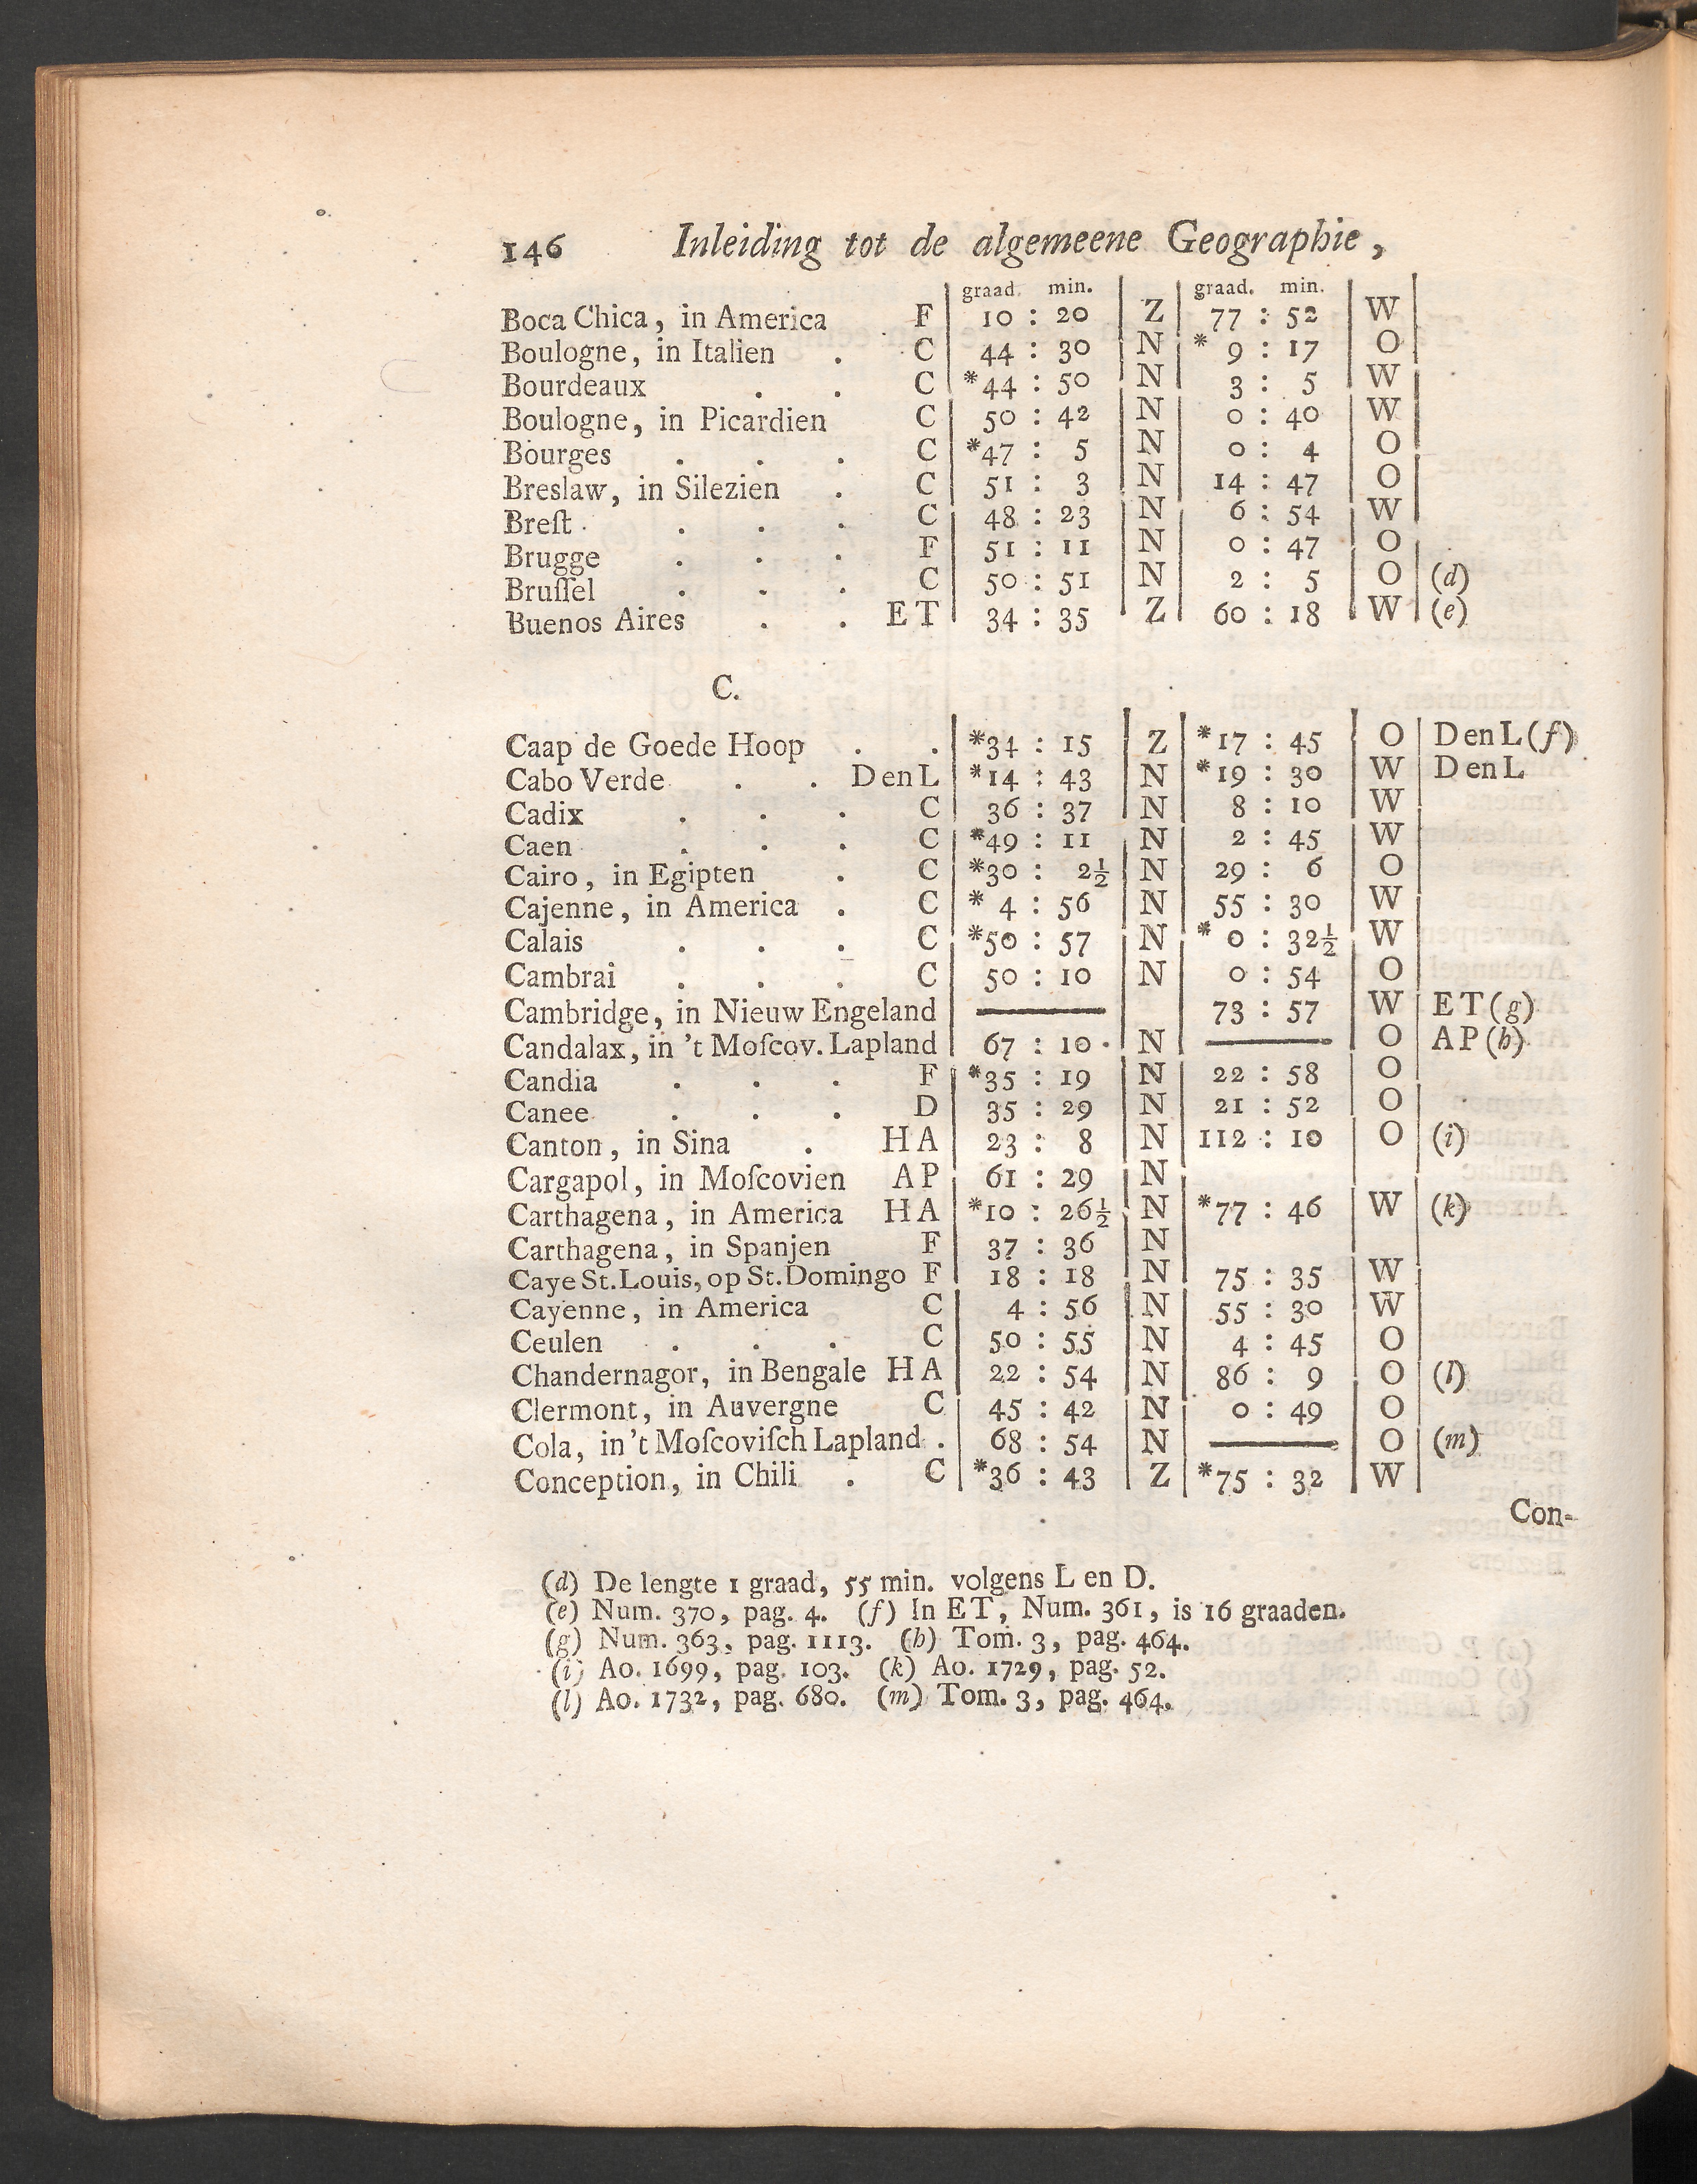 146 Inleiding tot de algemeene Geographie,
graad. min. graad. min.
Boca Chica, in America F 10 : 20 Z 77 : 52 W
Boulogne, in Italien . C 44 : 30 N * 9 : 17 O
Bourdeaux . . C *44 : 50 N 3 : 5 W
Boulogne, in Picardien C 50 : 42 N 0 : 40 W
Bourges . . . C *47 : 5 N 0 : 4 O
Breslaw, in Silezien . C 51 : 3 N 14 : 47 O
Breſt . . . . C 48 : 23 N 6 : 54 W
Brugge . . . F 51 : 11 N 0 : 47 O
Bruſſel . . . C 50 : 51 N 2 : 5 O (d)
Buenos Aires . . E T 34 : 35 Z 60 : 18 W (e)
C.
Caap de Goede Hoop . . *34 : 15 Z *17 : 45 O D en L (f)
Cabo Verde . . D en L *14 : 43 N *19 : 30 W D en L
Cadix . . . C 36 : 37 N 8 : 10 W
Caen . . . C *49 : 11 N 2 : 45 W
Cairo, in Egipten . C *30 : 2½ N 29 : 6 O
Cajenne, in America . C * 4 : 56 N 55 : 30 W
Calais . . . C *50 : 57 N * 0 : 32½ W
Cambrai . . . C 50 : 10 N 0 : 54 O
Cambridge, in Nieuw Engeland —— 73 : 57 W E T (g)
Candalax, in 't Moſcov. Lapland 67 : 10 . N —— O A P (h)
Candia . . . F *35 : 19 N 22 : 58 O
Canee . . . D 35 : 29 N 21 : 52 O
Canton, in Sina . H A 23 : 8 N 112 : 10 O (i)
Cargapol, in Moſcovien A P 61 : 29 N
Carthagena, in America H A *10 : 26½ N *77 : 46 W (k)
Carthagena, in Spanjen F 37 : 36 N
Caye St. Louis, op St. Domingo F 18 : 18 N 75 : 35 W
Cayenne, in America C 4 : 56 N 55 : 30 W
Ceulen . . . C 50 : 55 N 4 : 45 O
Chandernagor, in Bengale H A 22 : 54 N 86 : 9 O (l)
Clermont, in Auvergne C 45 : 42 N 0 : 49 O
Cola, in 't Moſcoviſch Lapland . 68 : 54 N —— O (m)
Conception, in Chili . C *36 : 43 Z *75 : 32 W
Con-
(d) De lengte 1 graad, 55 min. volgens L en D.
(e) Num. 370, pag. 4. (f) In E T, Num. 361, is 16 graaden.
(g) Num. 363, pag. 1113. (h) Tom. 3, pag. 464.
(i) Ao. 1699, pag. 103. (k) Ao. 1729, pag. 52.
(l) Ao. 1732, pag. 680. (m) Tom. 3, pag. 464.